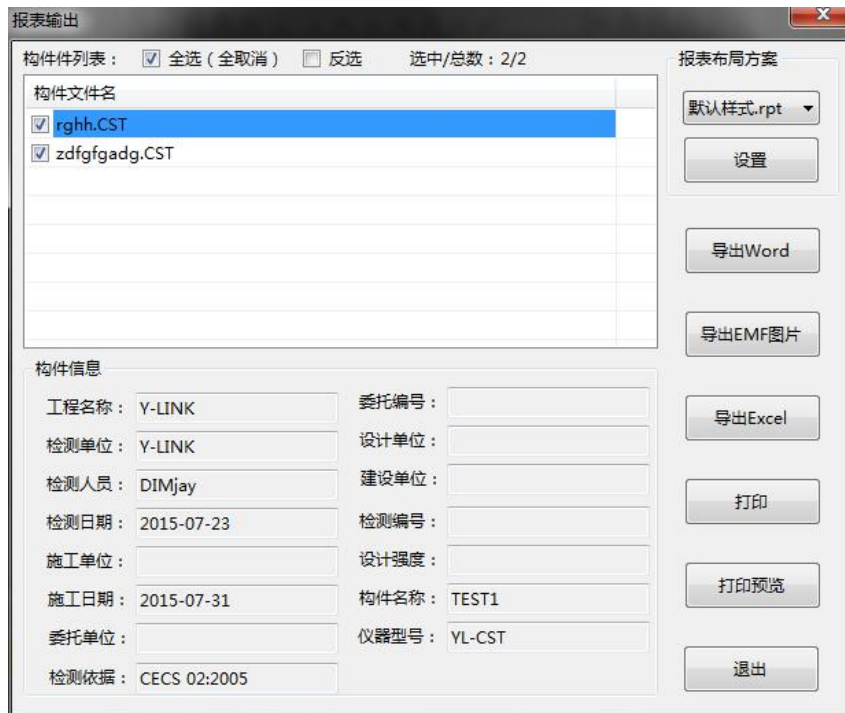 报表输出
构件件列表： 全选（全取消） 反选 选中/总数：2/2
构件文件名
rghh.CST
zdfgfgadg.CST
报表布局方案
默认样式.rpt
设置
导出Word
导出EMF图片
导出Excel
打印
打印预览
退出
构件信息
工程名称： Y-LINK
检测单位： Y-LINK
检测人员： DIMjay
检测日期： 2015-07-23
施工单位：
施工日期： 2015-07-31
委托单位：
检测依据： CECS 02:2005
委托编号：
设计单位：
建设单位：
检测编号：
设计强度：
构件名称： TEST1
仪器型号： YL-CST